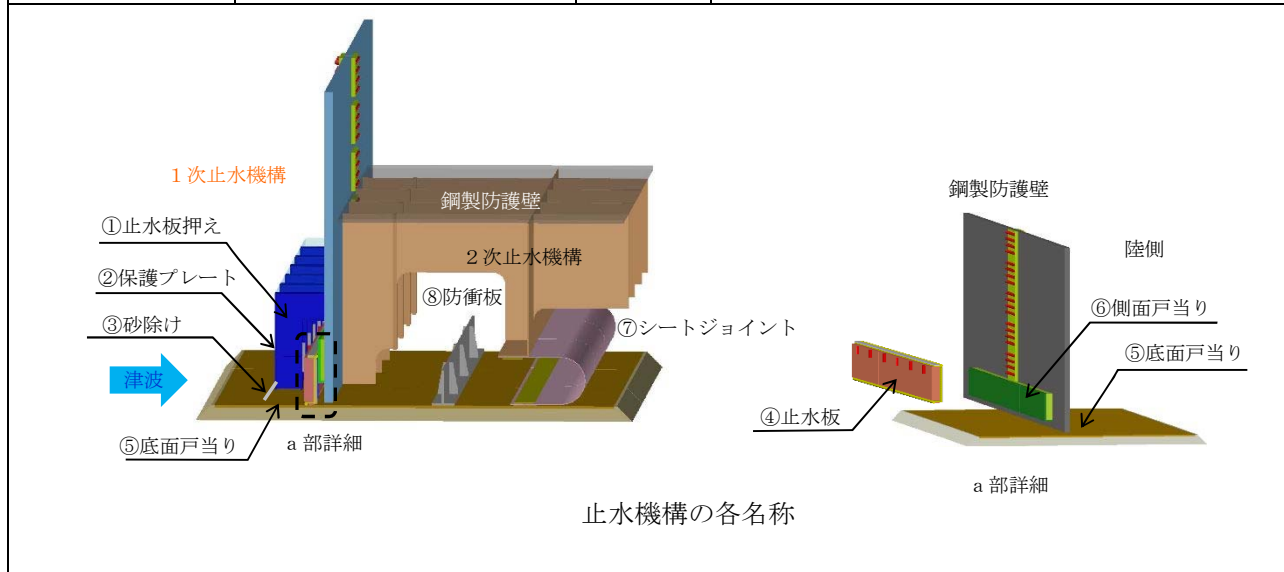 1次止水機構
鋼製防護壁
①止水板押え
2次止水機構
②保護プレート
⑧防衝板
③砂除け
⑦シートジョイント
津波
⑤底面戸当り
a部詳細
鋼製防護壁
陸側
⑥側面戸当り
⑤底面戸当り
④止水板
a部詳細
止水機構の各名称